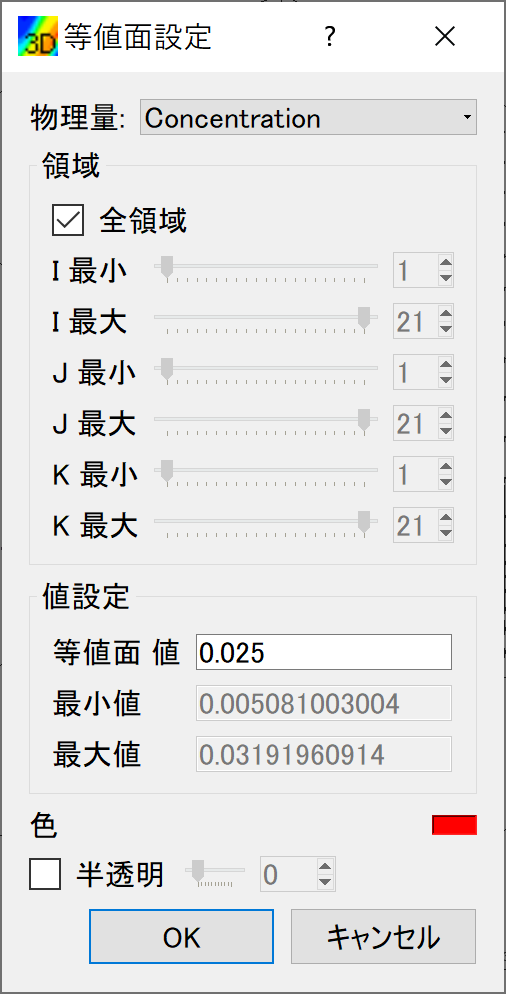 3D 等値面設定 ?
物理量: Concentration
領域
全領域
I 最小 1
I 最大 21
J 最小 1
J 最大 21
K 最小 1
K 最大 21
値設定
等値面 値 0.025
最小値 0.005081003004
最大値 0.03191960914
色
半透明 0
OK キャンセル